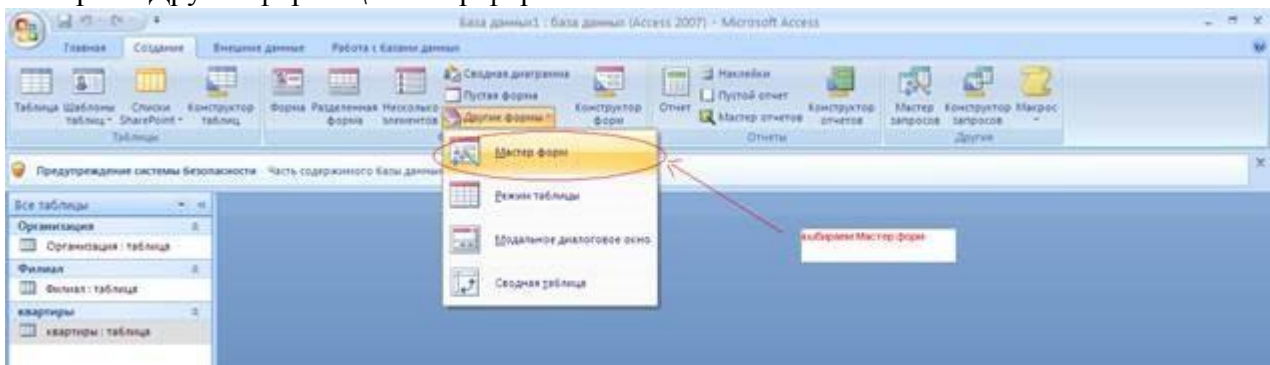 База данных1 : база данных (Access 2007) - Microsoft Access
Главная Создание Внешние данные Работа с базами данных
Таблица Шаблоны таблиц Списки SharePoint Конструктор таблиц
Таблицы
Форма Разделенная форма Несколько элементов
Сводная диаграмма
Пустая форма
Другие формы
Конструктор форм
Отчет
Наклейки
Пустой отчет
Мастер отчетов
Конструктор отчетов
Отчеты
Мастер запросов Конструктор запросов Макрос
Другие
Мастер форм
Режим таблицы
Модальное диалоговое окно
Сводная таблица
Предупреждение системы безопасности Часть содержимого базы данных
выбираем Мастер форм
Все таблицы
Организация
Организация : таблица
Филиал
Филиал : таблица
квартиры
квартиры : таблица